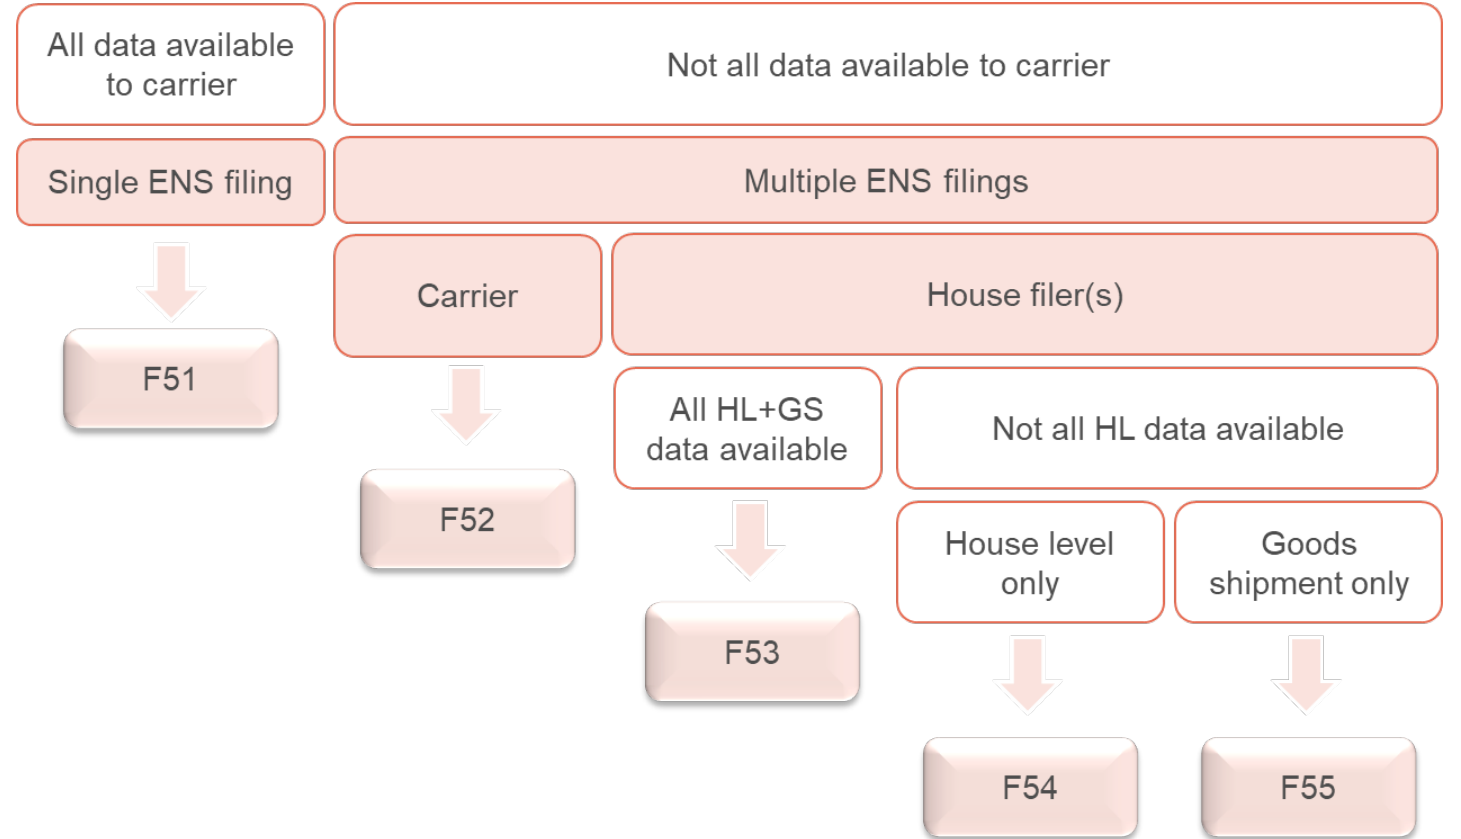 All data available
to carrier
Not all data available to carrier
Single ENS filing
Multiple ENS filings
Carrier
House filer(s)
F51
All HL+GS
data available
Not all HL data available
F52
House level
only
Goods
shipment only
F53
F54
F55